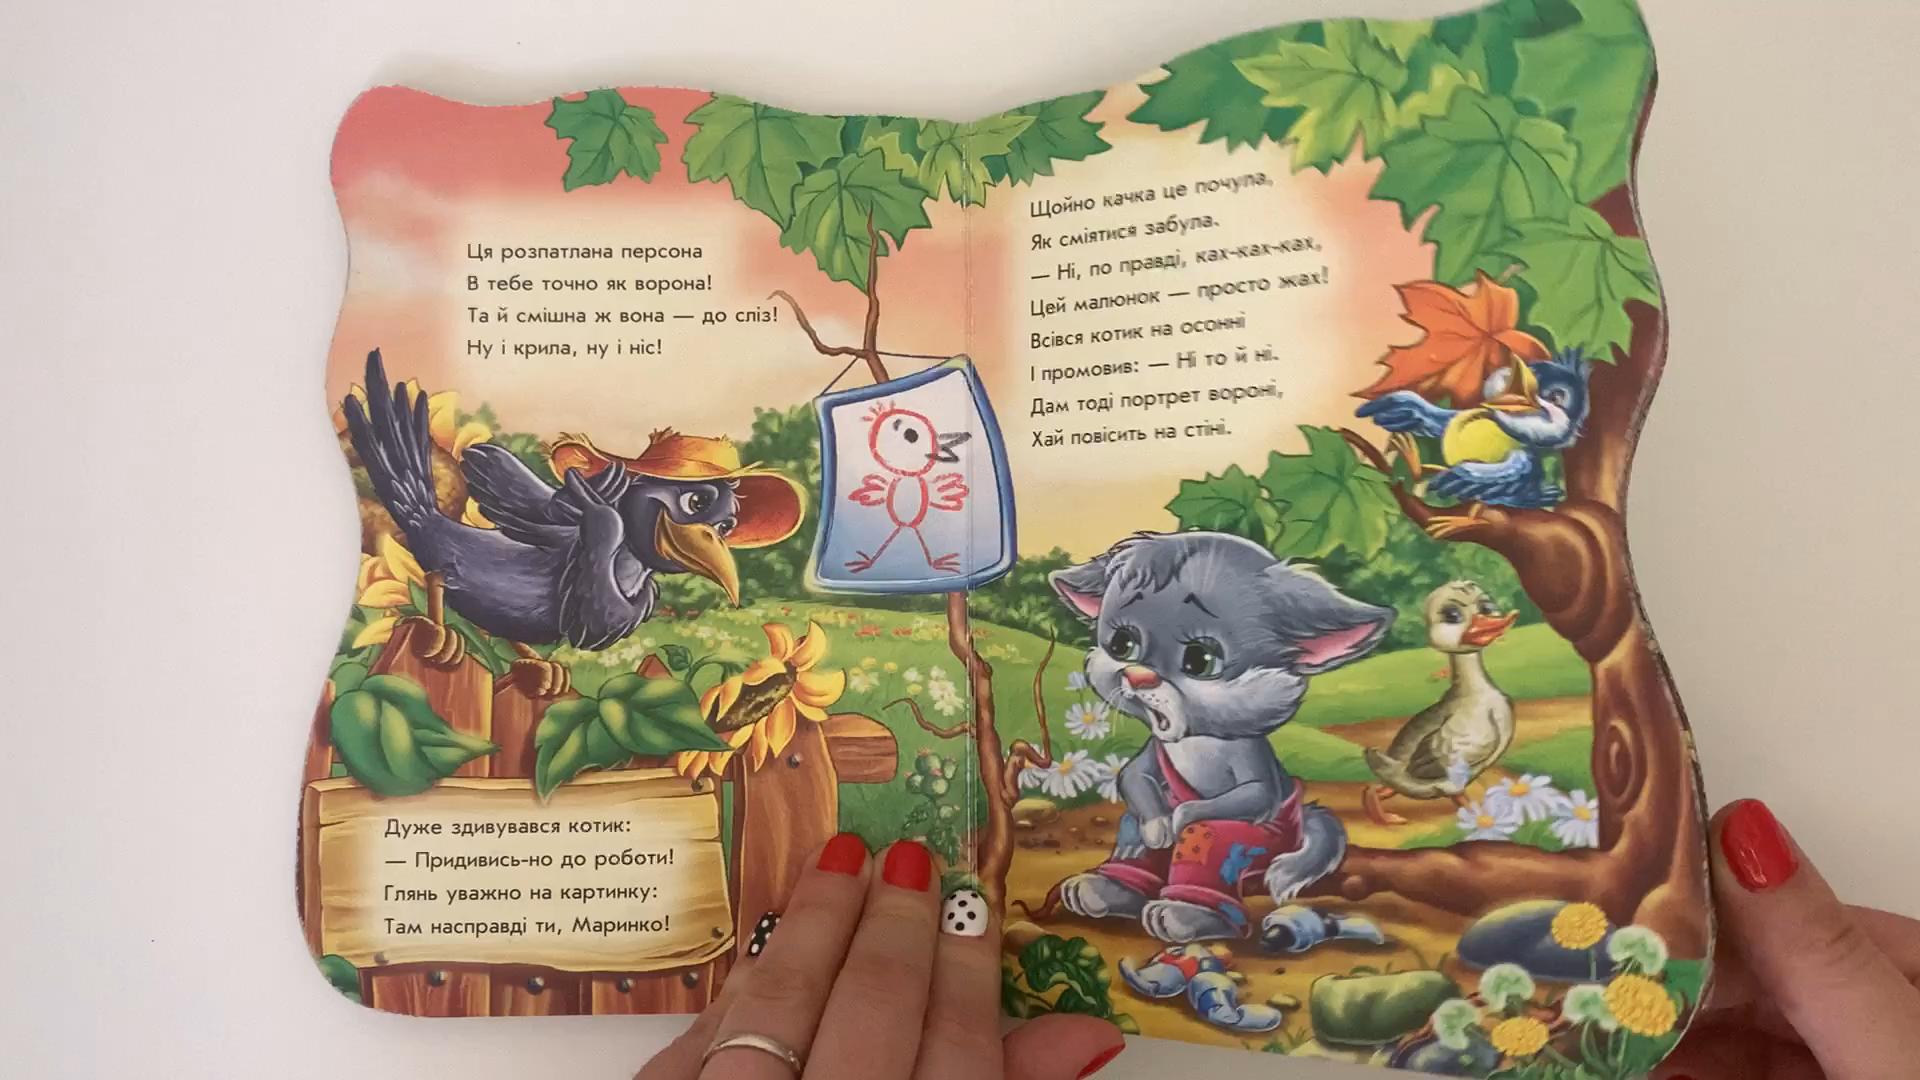 Ця розпатлана персона
В тебе точно як ворона!
Та й смішна ж вона — до сліз!
Ну і крила, ну і ніс!
Дуже здивувався котик:
— Придивись-но до роботи!
Глянь уважно на картинку:
Там насправді ти, Маринко!
Щойно качка це почула,
Як сміятися забула.
— Ні, по правді, ках-ках-ках,
Цей малюнок — просто жах!
Всівся котик на осонні
І промовив: — Ні то й ні.
Дам тоді портрет вороні,
Хай повісить на стіні.